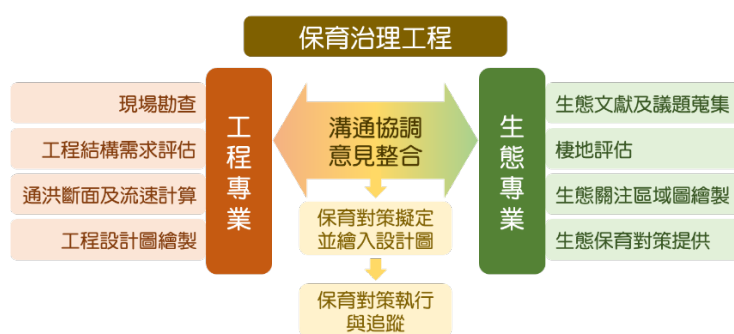 保育治理工程
現場勘查
工程結構需求評估
通洪斷面及流速計算
工程設計圖繪製
工程專業
溝通協調
意見整合
保育對策擬定
並繪入設計圖
保育對策執行
與追蹤
生態專業
生態文獻及議題蒐集
棲地評估
生態關注區域圖繪製
生態保育對策提供